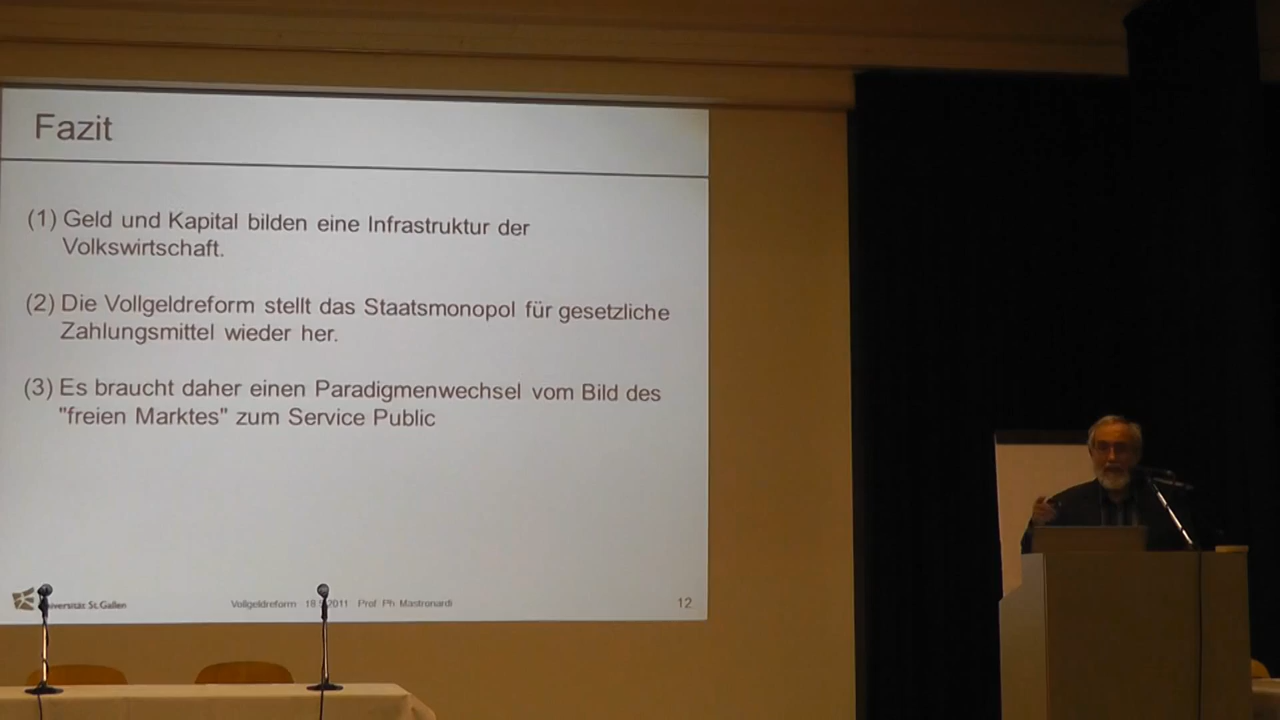 Fazit
(1) Geld und Kapital bilden eine Infrastruktur der
Volkswirtschaft.
(2) Die Vollgeldreform stellt das Staatsmonopol für gesetzliche
Zahlungsmittel wieder her.
(3) Es braucht daher einen Paradigmenwechsel vom Bild des
"freien Marktes" zum Service Public
St.Gallen
Vollgeldreform 18 2011 Prof Ph Mastronardi
12